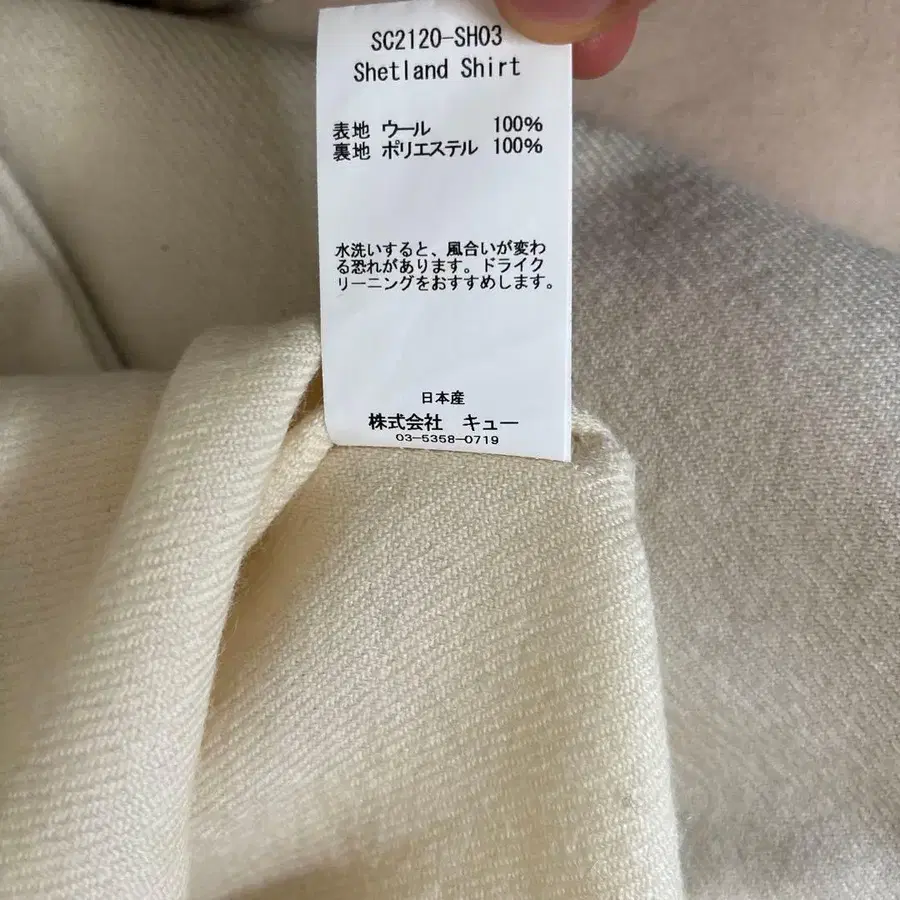 SC2120-SH03
Shetland Shirt
表地 ウール 100%
裏地 ポリエステル 100%
水洗いすると、風合いが変わ
る恐れがあります。ドライク
リーニングをおすすめします。
日本産
株式会社 キュー
03-5358-0719